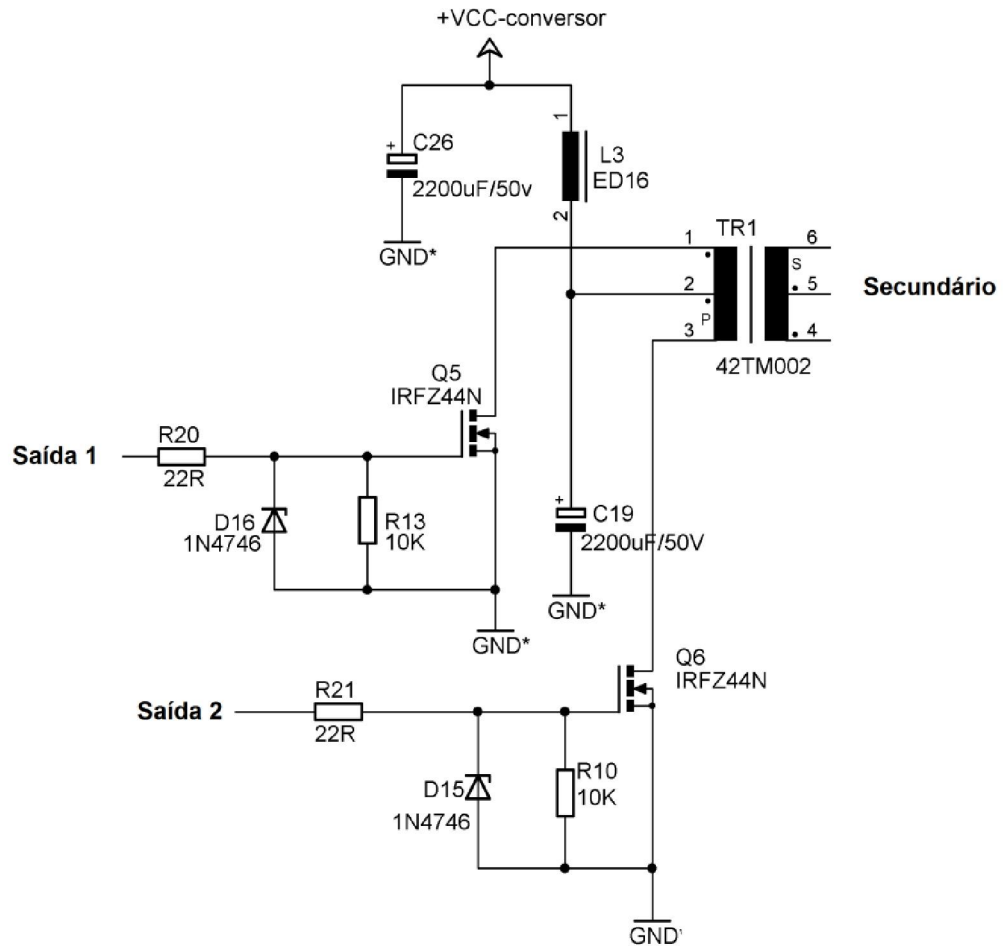 +VCC-conversor
C26
+
2200uF/50v
GND*
1
L3
ED16
2
TR1
1
6
S
2
5
Secundário
P
3
4
42TM002
Q5
IRFZ44N
Saída 1
R20
22R
D16
1N4746
R13
10K
GND*
+
C19
2200uF/50V
GND*
Q6
IRFZ44N
Saída 2
R21
22R
D15
1N4746
R10
10K
GND'